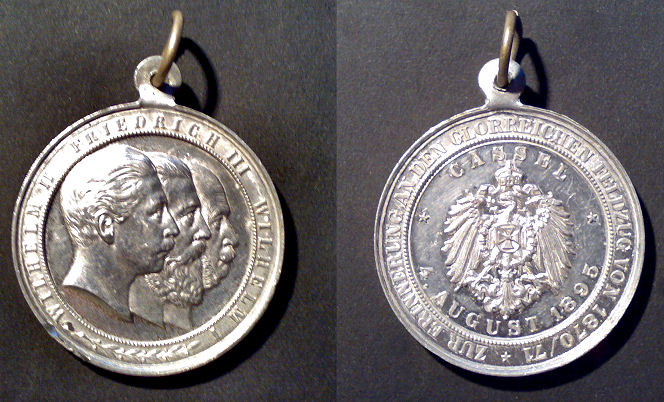 WILHELM II FRIEDRICH III WILHELM I
ZUR ERINNERUNG AN DEN GLORREICHEN FELDZUG VON 1870/71
CASSEL
4. AUGUST 1895